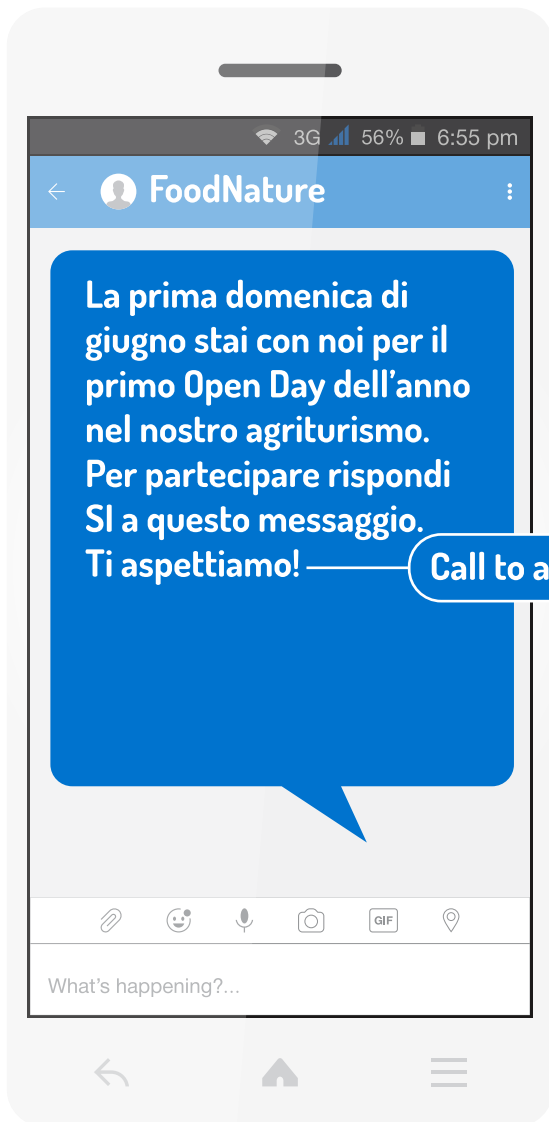 3G 56% 6:55 pm
FoodNature
La prima domenica di
giugno stai con noi per il
primo Open Day dell'anno
nel nostro agriturismo.
Per partecipare rispondi
SI a questo messaggio.
Ti aspettiamo!
Call to a
GIF
What's happening?...